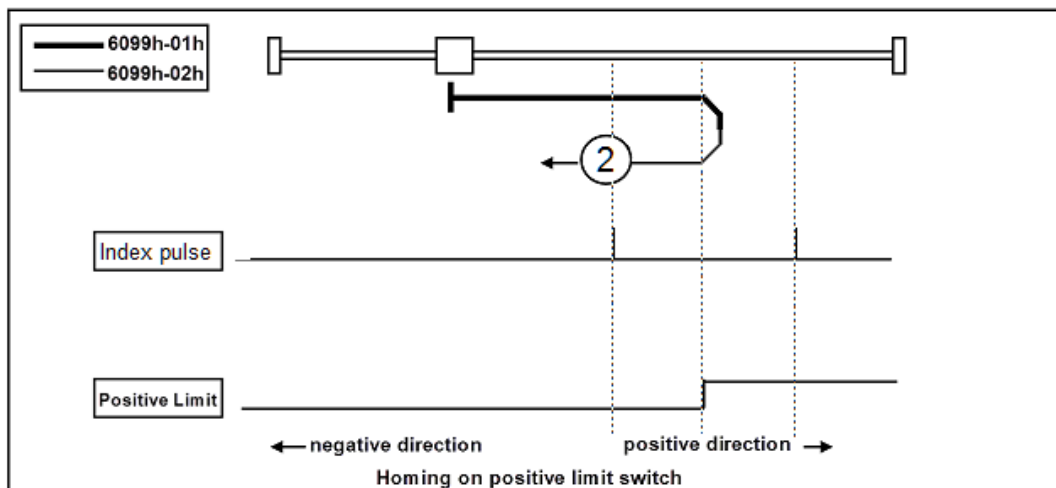 6099h-01h
6099h-02h
2
Index pulse
Positive Limit
negative direction
positive direction
Homing on positive limit switch